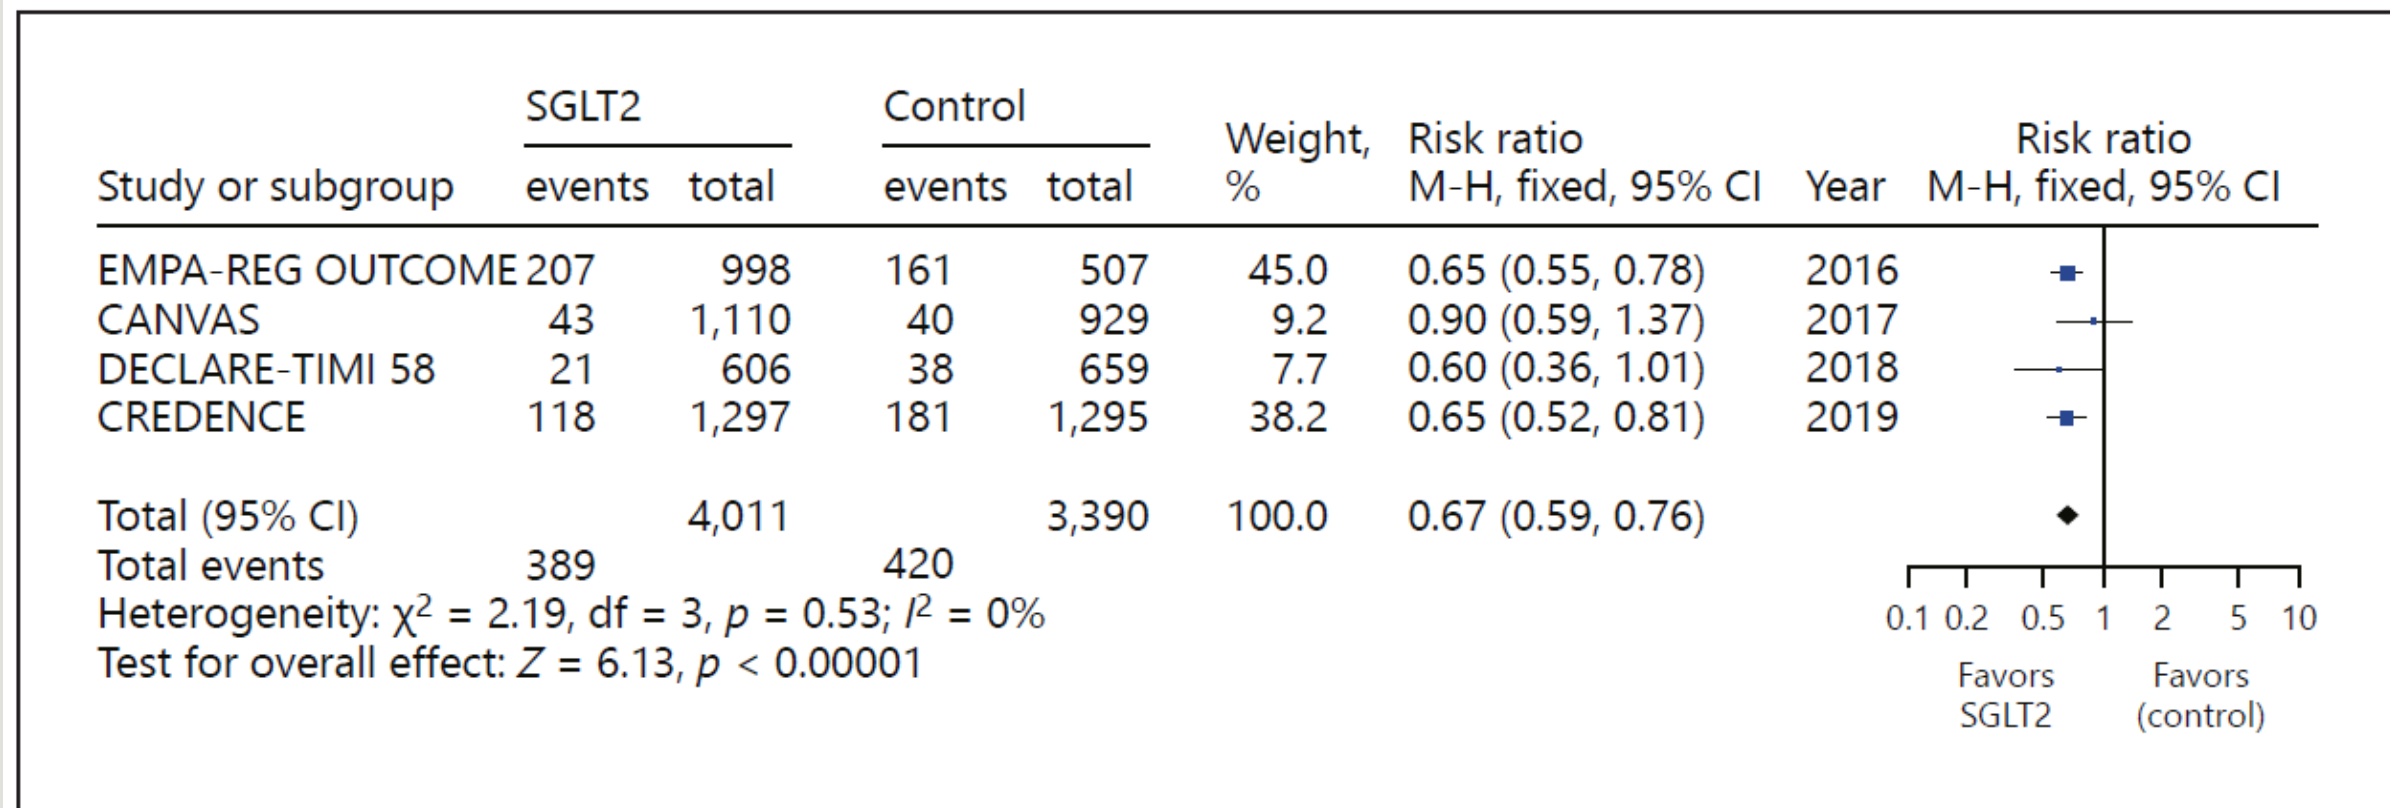 SGLT2 Control
Weight, Risk ratio Risk ratio
Study or subgroup events total events total % M-H, fixed, 95% CI Year M-H, fixed, 95% CI
EMPA-REG OUTCOME 207 998 161 507 45.0 0.65 (0.55, 0.78) 2016
CANVAS 43 1,110 40 929 9.2 0.90 (0.59, 1.37) 2017
DECLARE-TIMI 58 21 606 38 659 7.7 0.60 (0.36, 1.01) 2018
CREDENCE 118 1,297 181 1,295 38.2 0.65 (0.52, 0.81) 2019
Total (95% CI) 4,011 3,390 100.0 0.67 (0.59, 0.76)
Total events 389 420
Heterogeneity: χ² = 2.19, df = 3, p = 0.53; I² = 0%
Test for overall effect: Z = 6.13, p < 0.00001
0.1 0.2 0.5 1 2 5 10
Favors Favors
SGLT2 (control)